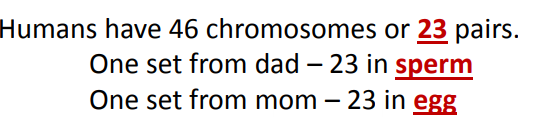 Humans have 46 chromosomes or 23 pairs.
One set from dad – 23 in sperm
One set from mom – 23 in egg